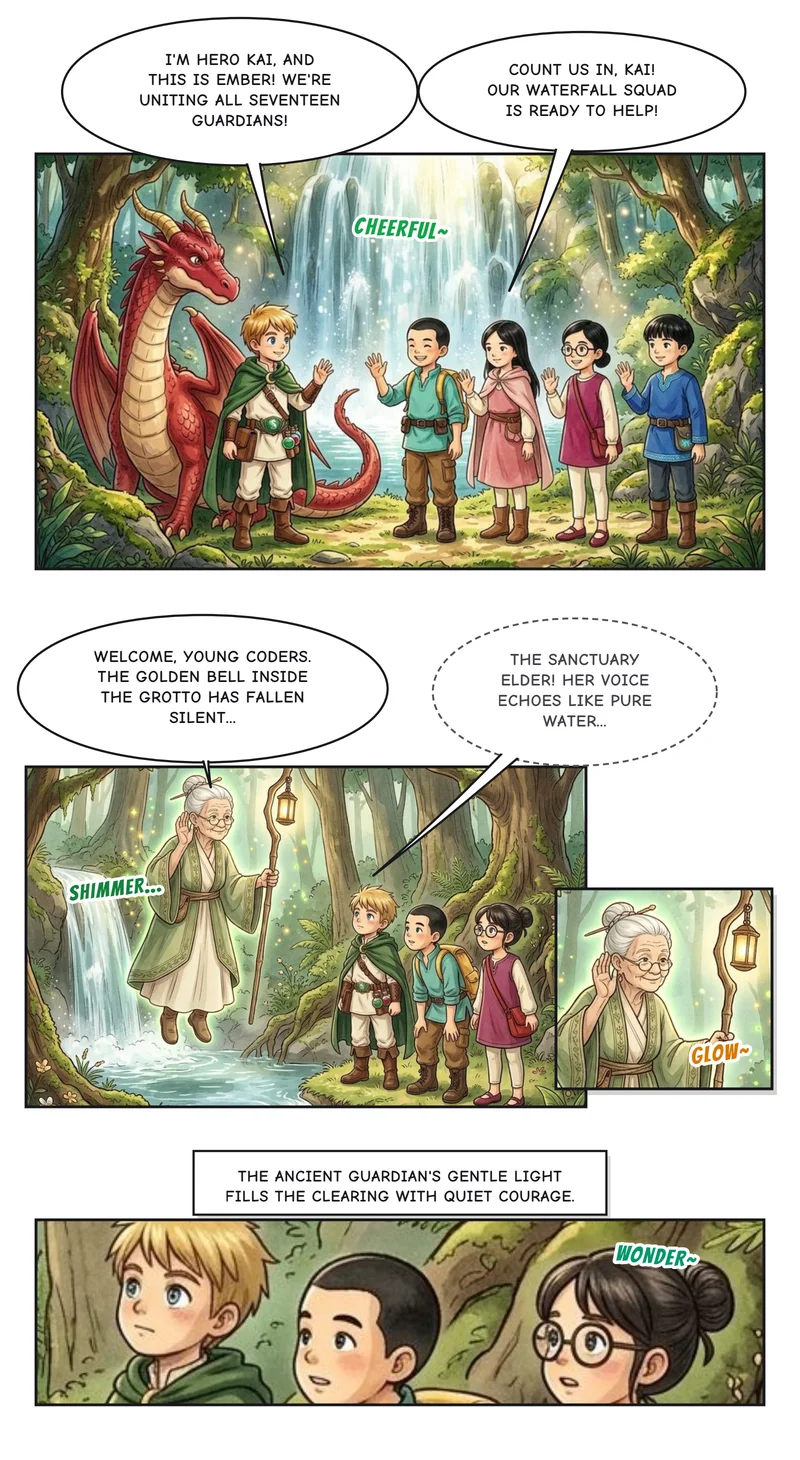 I'M HERO KAI, AND
THIS IS EMBER! WE'RE
UNITING ALL SEVENTEEN
GUARDIANS!
COUNT US IN, KAI!
OUR WATERFALL SQUAD
IS READY TO HELP!
CHEERFUL~
WELCOME, YOUNG CODERS.
THE GOLDEN BELL INSIDE
THE GROTTO HAS FALLEN
SILENT...
THE SANCTUARY
ELDER! HER VOICE
ECHOES LIKE PURE
WATER...
SHIMMER...
GLOW~
THE ANCIENT GUARDIAN'S GENTLE LIGHT
FILLS THE CLEARING WITH QUIET COURAGE.
WONDER~